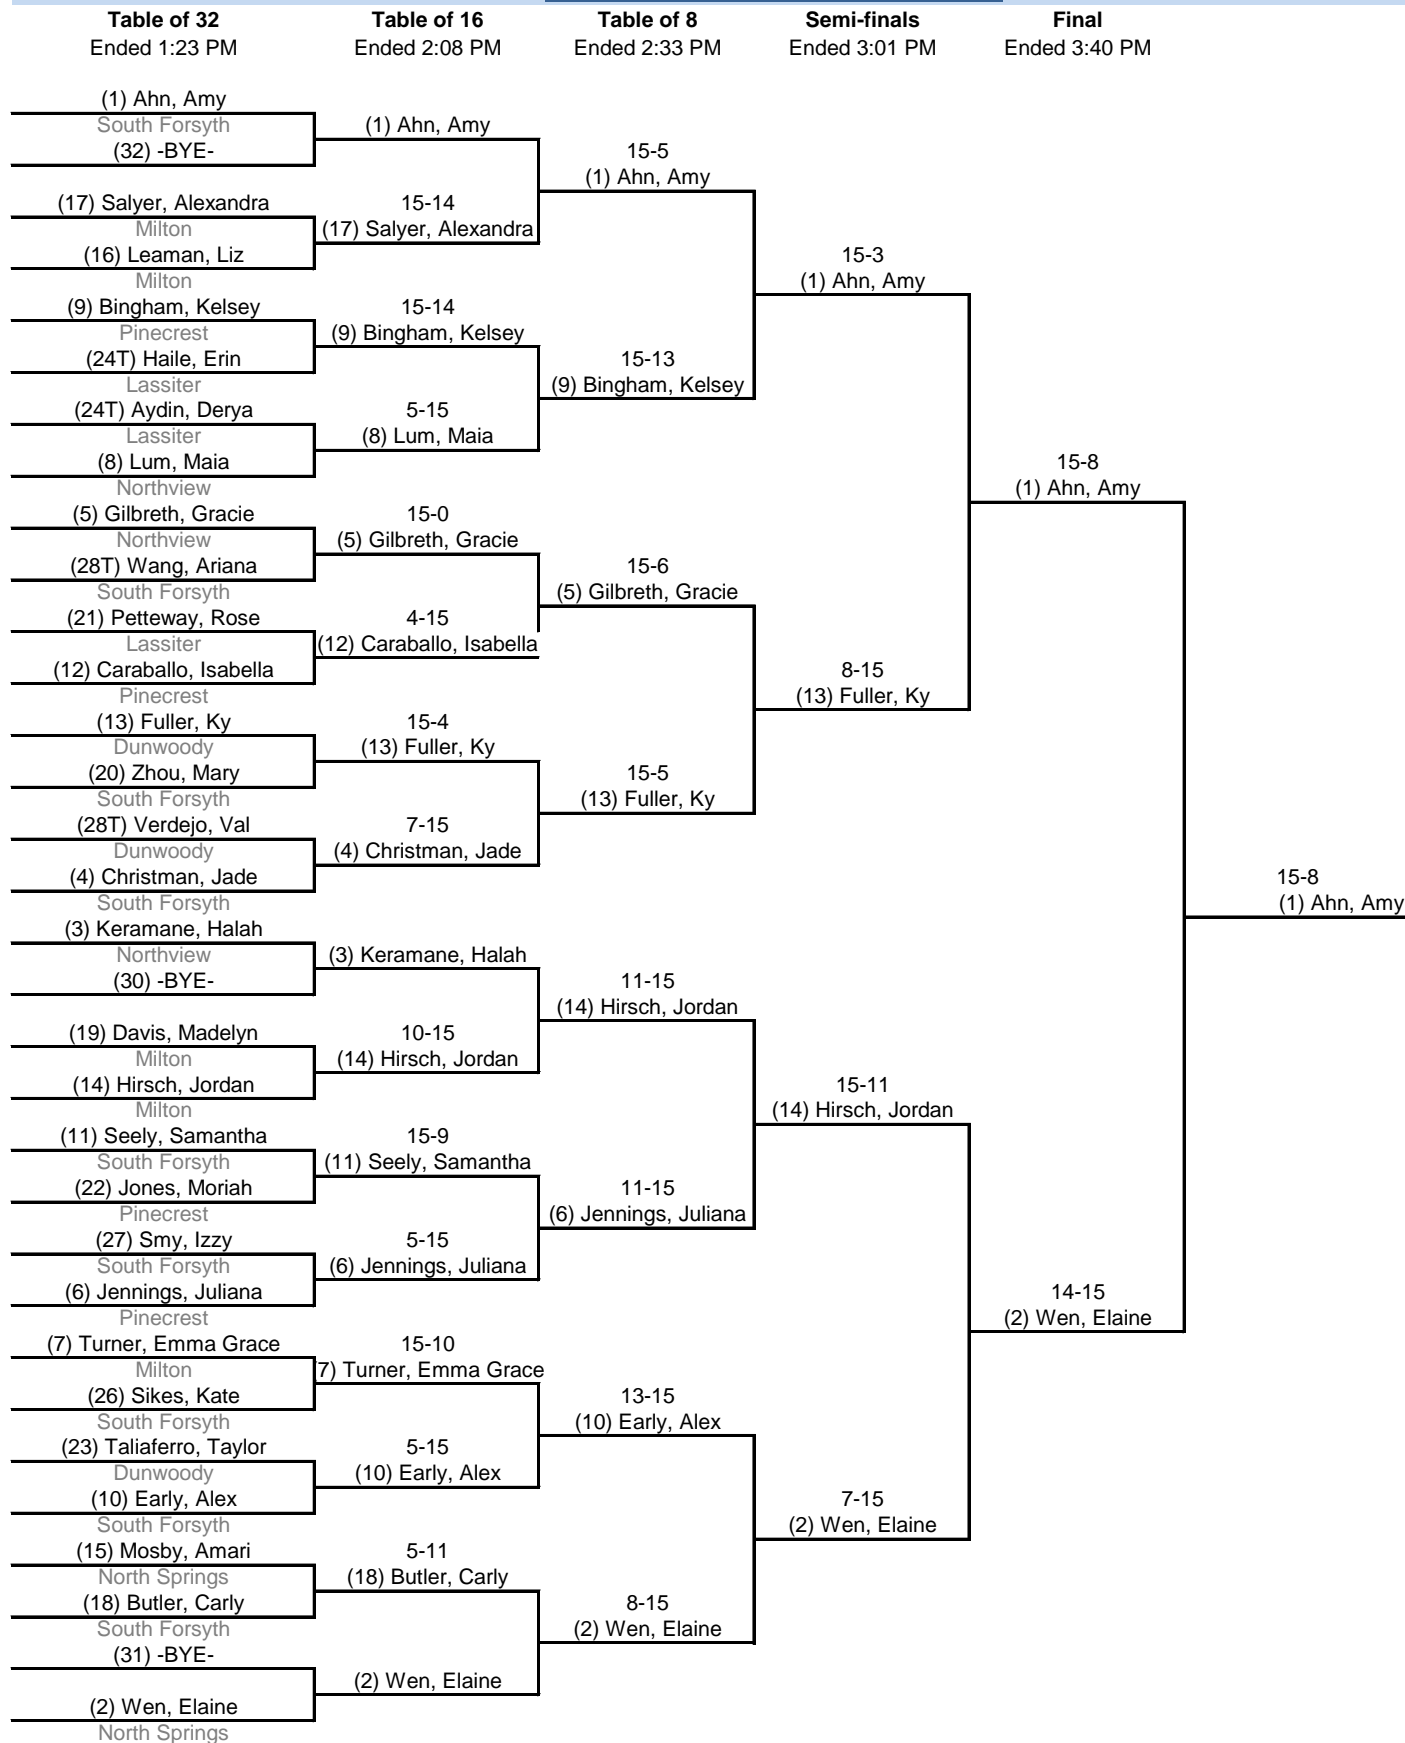 Table of 32
Ended 1:23 PM
Table of 16
Ended 2:08 PM
Table of 8
Ended 2:33 PM
Semi-finals
Ended 3:01 PM
Final
Ended 3:40 PM
(1) Ahn, Amy
South Forsyth
(32) -BYE-
(17) Salyer, Alexandra
Milton
(16) Leaman, Liz
Milton
(9) Bingham, Kelsey
Pinecrest
(24T) Haile, Erin
Lassiter
(24T) Aydin, Derya
Lassiter
(8) Lum, Maia
Northview
(5) Gilbreth, Gracie
Northview
(28T) Wang, Ariana
South Forsyth
(21) Petteway, Rose
Lassiter
(12) Caraballo, Isabella
Pinecrest
(13) Fuller, Ky
Dunwoody
(20) Zhou, Mary
South Forsyth
(28T) Verdejo, Val
Dunwoody
(4) Christman, Jade
South Forsyth
(3) Keramane, Halah
Northview
(30) -BYE-
(19) Davis, Madelyn
Milton
(14) Hirsch, Jordan
Milton
(11) Seely, Samantha
South Forsyth
(22) Jones, Moriah
Pinecrest
(27) Smy, Izzy
South Forsyth
(6) Jennings, Juliana
Pinecrest
(7) Turner, Emma Grace
Milton
(26) Sikes, Kate
South Forsyth
(23) Taliaferro, Taylor
Dunwoody
(10) Early, Alex
South Forsyth
(15) Mosby, Amari
North Springs
(18) Butler, Carly
South Forsyth
(31) -BYE-
(2) Wen, Elaine
North Springs
(1) Ahn, Amy
15-14
(17) Salyer, Alexandra
15-14
(9) Bingham, Kelsey
5-15
(8) Lum, Maia
15-0
(5) Gilbreth, Gracie
4-15
(12) Caraballo, Isabella
15-4
(13) Fuller, Ky
7-15
(4) Christman, Jade
(3) Keramane, Halah
10-15
(14) Hirsch, Jordan
15-9
(11) Seely, Samantha
5-15
(6) Jennings, Juliana
15-10
7) Turner, Emma Grace
5-15
(10) Early, Alex
5-11
(18) Butler, Carly
(2) Wen, Elaine
15-5
(1) Ahn, Amy
15-13
(9) Bingham, Kelsey
15-6
(5) Gilbreth, Gracie
15-5
(13) Fuller, Ky
11-15
(14) Hirsch, Jordan
11-15
(6) Jennings, Juliana
13-15
(10) Early, Alex
8-15
(2) Wen, Elaine
15-3
(1) Ahn, Amy
8-15
(13) Fuller, Ky
15-11
(14) Hirsch, Jordan
7-15
(2) Wen, Elaine
15-8
(1) Ahn, Amy
14-15
(2) Wen, Elaine
15-8
(1) Ahn, Amy